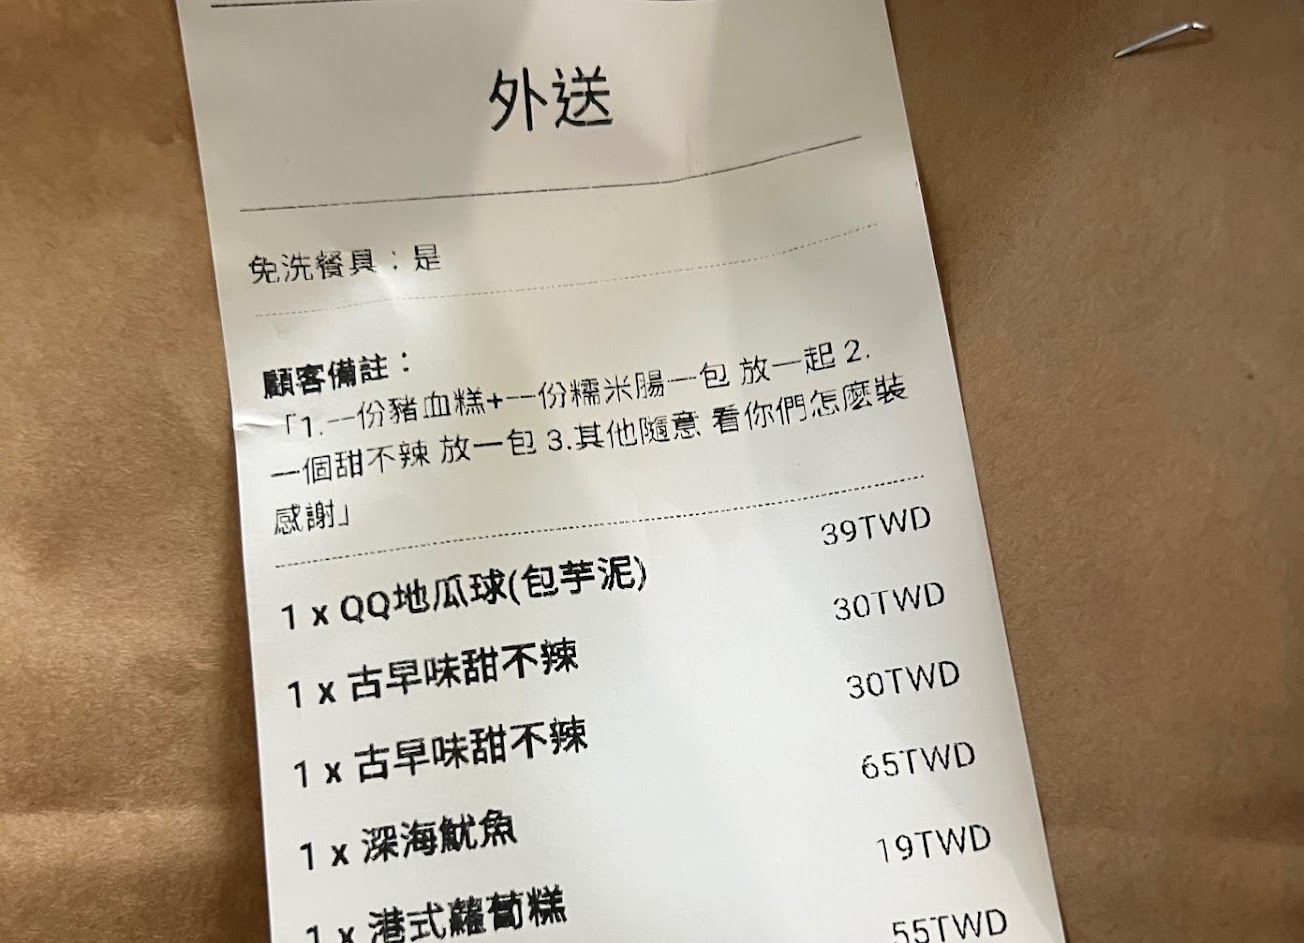 外送
免洗餐具：是
顧客備註：
「1.一份豬血糕+一份糯米腸一包 放一起 2.
一個甜不辣 放一包 3.其他隨意 看你們怎麼裝
感謝」
1 x QQ地瓜球(包芋泥) 39TWD
1 x 古早味甜不辣 30TWD
1 x 古早味甜不辣 30TWD
1 x 深海魷魚 65TWD
1 x 港式蘿蔔糕 19TWD
55TWD